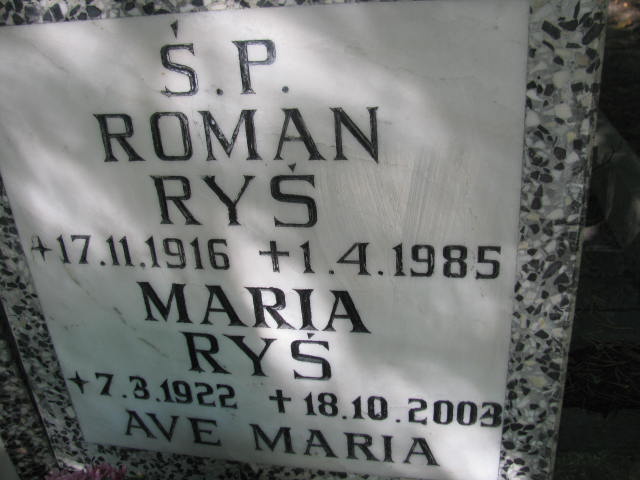 Ś.P.
ROMAN
RYŚ
*17.11.1916 +1.4.1985
MARIA
RYŚ
*7.3.1922 +18.10.2003
AVE MARIA